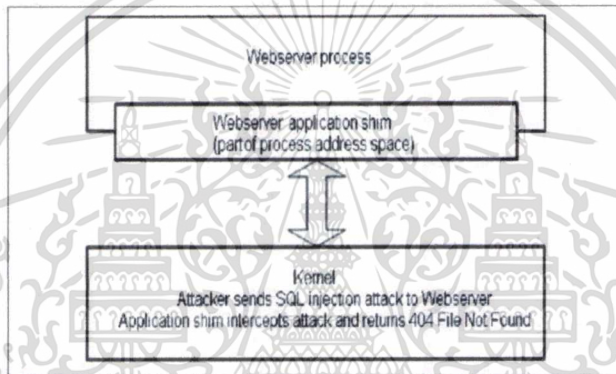 Webserver process
Webserver application shim
(part of process address space)
Kernel
Attacker sends SQL injection attack to Webserver
Application shim intercepts attack and returns 404 File Not Found